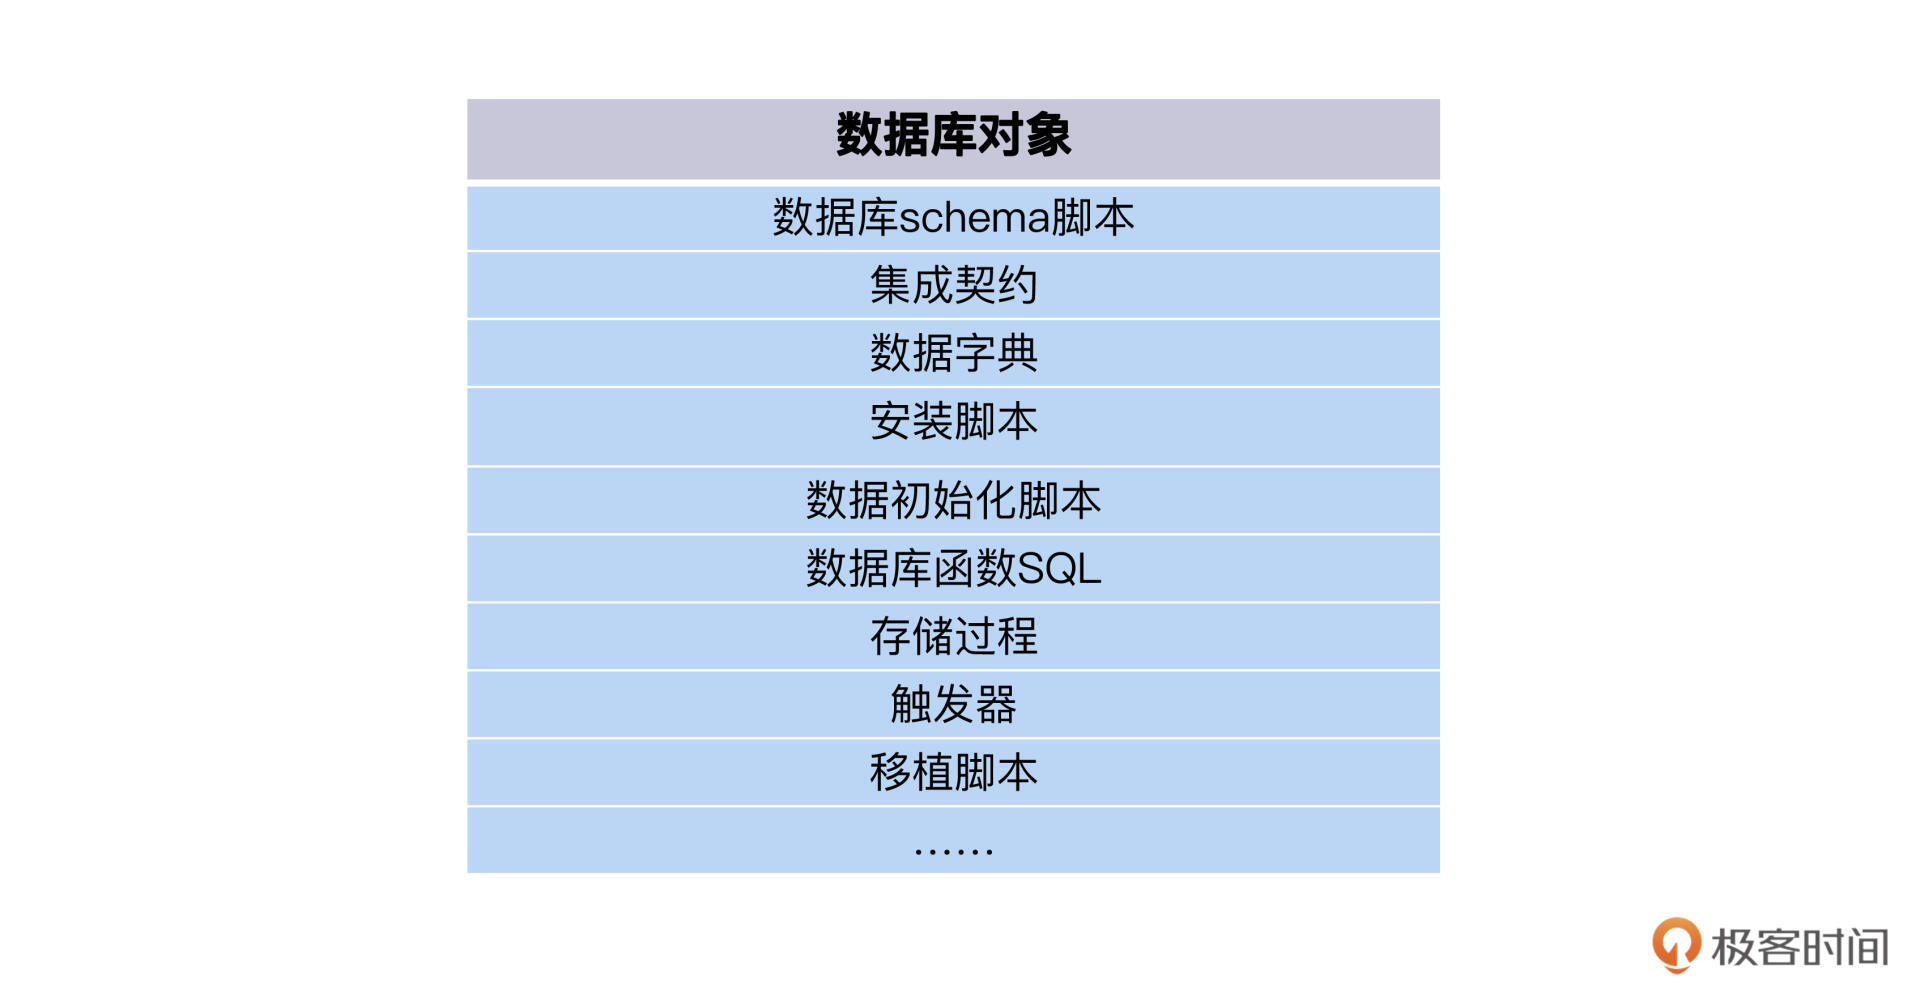 数据库对象
数据库schema脚本
集成契约
数据字典
安装脚本
数据初始化脚本
数据库函数SQL
存储过程
触发器
移植脚本
……
极客时间